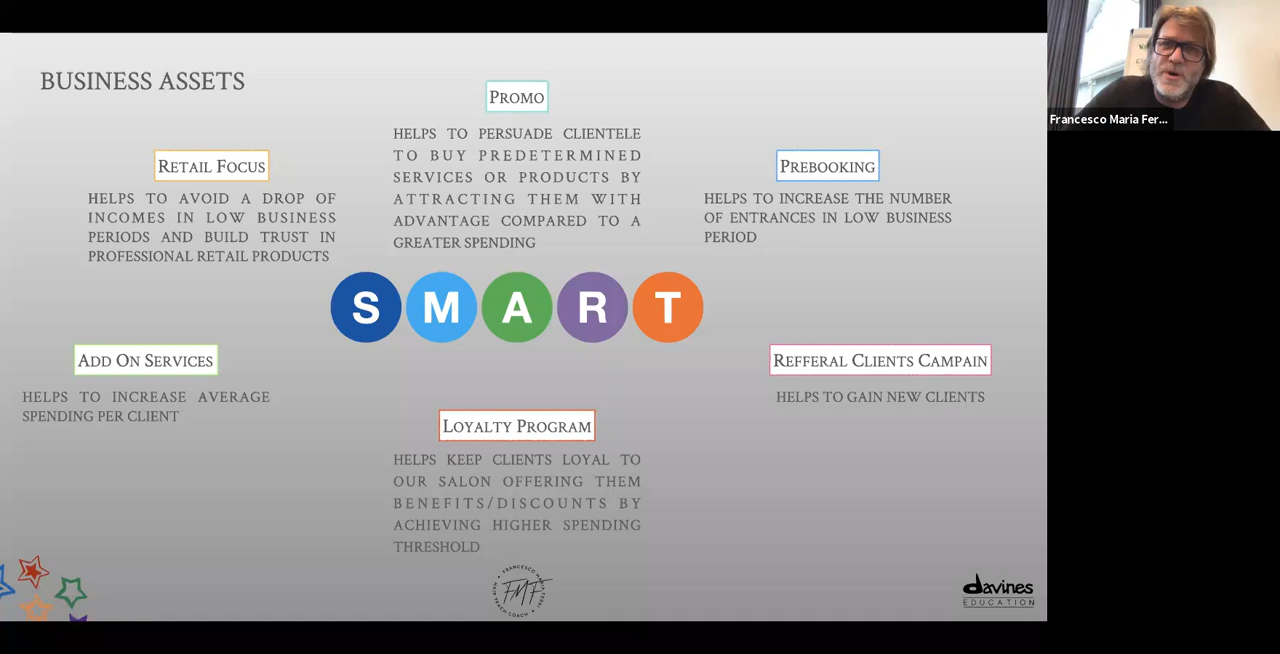 BUSINESS ASSETS
PROMO
HELPS TO PERSUADE CLIENTELE
TO BUY PREDETERMINED
SERVICES OR PRODUCTS BY
ATTRACTING THEM WITH
ADVANTAGE COMPARED TO A
GREATER SPENDING
RETAIL FOCUS
HELPS TO AVOID A DROP OF
INCOMES IN LOW BUSINESS
PERIODS AND BUILD TRUST IN
PROFESSIONAL RETAIL PRODUCTS
PREBOOKING
HELPS TO INCREASE THE NUMBER
OF ENTRANCES IN LOW BUSINESS
PERIOD
SMART
ADD ON SERVICES
HELPS TO INCREASE AVERAGE
SPENDING PER CLIENT
REFFERAL CLIENTS CAMPAIN
HELPS TO GAIN NEW CLIENTS
LOYALTY PROGRAM
HELPS KEEP CLIENTS LOYAL TO
OUR SALON OFFERING THEM
BENEFITS/DISCOUNTS BY
ACHIEVING HIGHER SPENDING
THRESHOLD
FMF
davines
EDUCATION
Francesco Maria Fer...